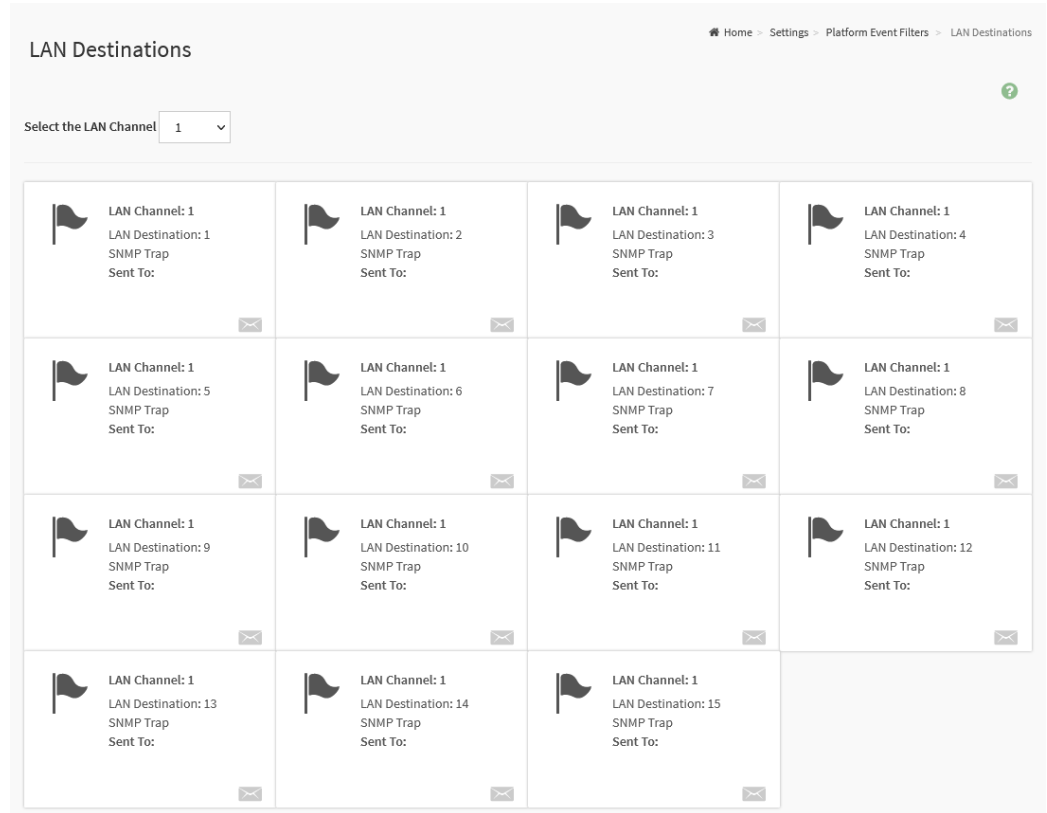 Home > Settings > Platform Event Filters > LAN Destinations
LAN Destinations
?
Select the LAN Channel 1
LAN Channel: 1
LAN Destination: 1
SNMP Trap
Sent To:
LAN Channel: 1
LAN Destination: 2
SNMP Trap
Sent To:
LAN Channel: 1
LAN Destination: 3
SNMP Trap
Sent To:
LAN Channel: 1
LAN Destination: 4
SNMP Trap
Sent To:
LAN Channel: 1
LAN Destination: 5
SNMP Trap
Sent To:
LAN Channel: 1
LAN Destination: 6
SNMP Trap
Sent To:
LAN Channel: 1
LAN Destination: 7
SNMP Trap
Sent To:
LAN Channel: 1
LAN Destination: 8
SNMP Trap
Sent To:
LAN Channel: 1
LAN Destination: 9
SNMP Trap
Sent To:
LAN Channel: 1
LAN Destination: 10
SNMP Trap
Sent To:
LAN Channel: 1
LAN Destination: 11
SNMP Trap
Sent To:
LAN Channel: 1
LAN Destination: 12
SNMP Trap
Sent To:
LAN Channel: 1
LAN Destination: 13
SNMP Trap
Sent To:
LAN Channel: 1
LAN Destination: 14
SNMP Trap
Sent To:
LAN Channel: 1
LAN Destination: 15
SNMP Trap
Sent To: